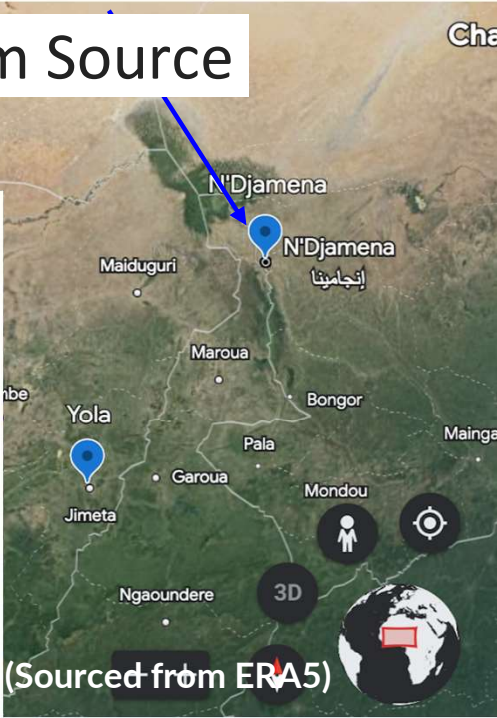 Cha
m Source
N'Djamena
N'Djamena
إنجامينا
Maiduguri
Maroua
mbe
Yola
Bongor
Mainga
Pala
Garoua
Mondou
Jimeta
3D
Ngaoundere
(Sourced from ERA5)